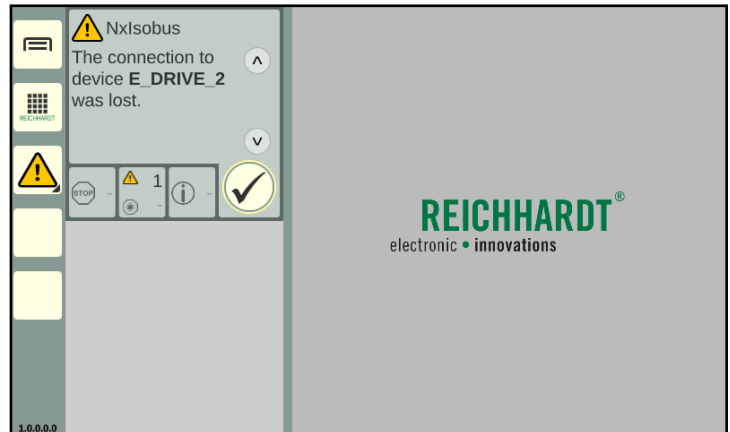 NxIsobus
The connection to
device E_DRIVE_2
was lost.
REICHHARDT
STOP - 1 - -
REICHHARDT®
electronic • innovations
1.0.0.0.0